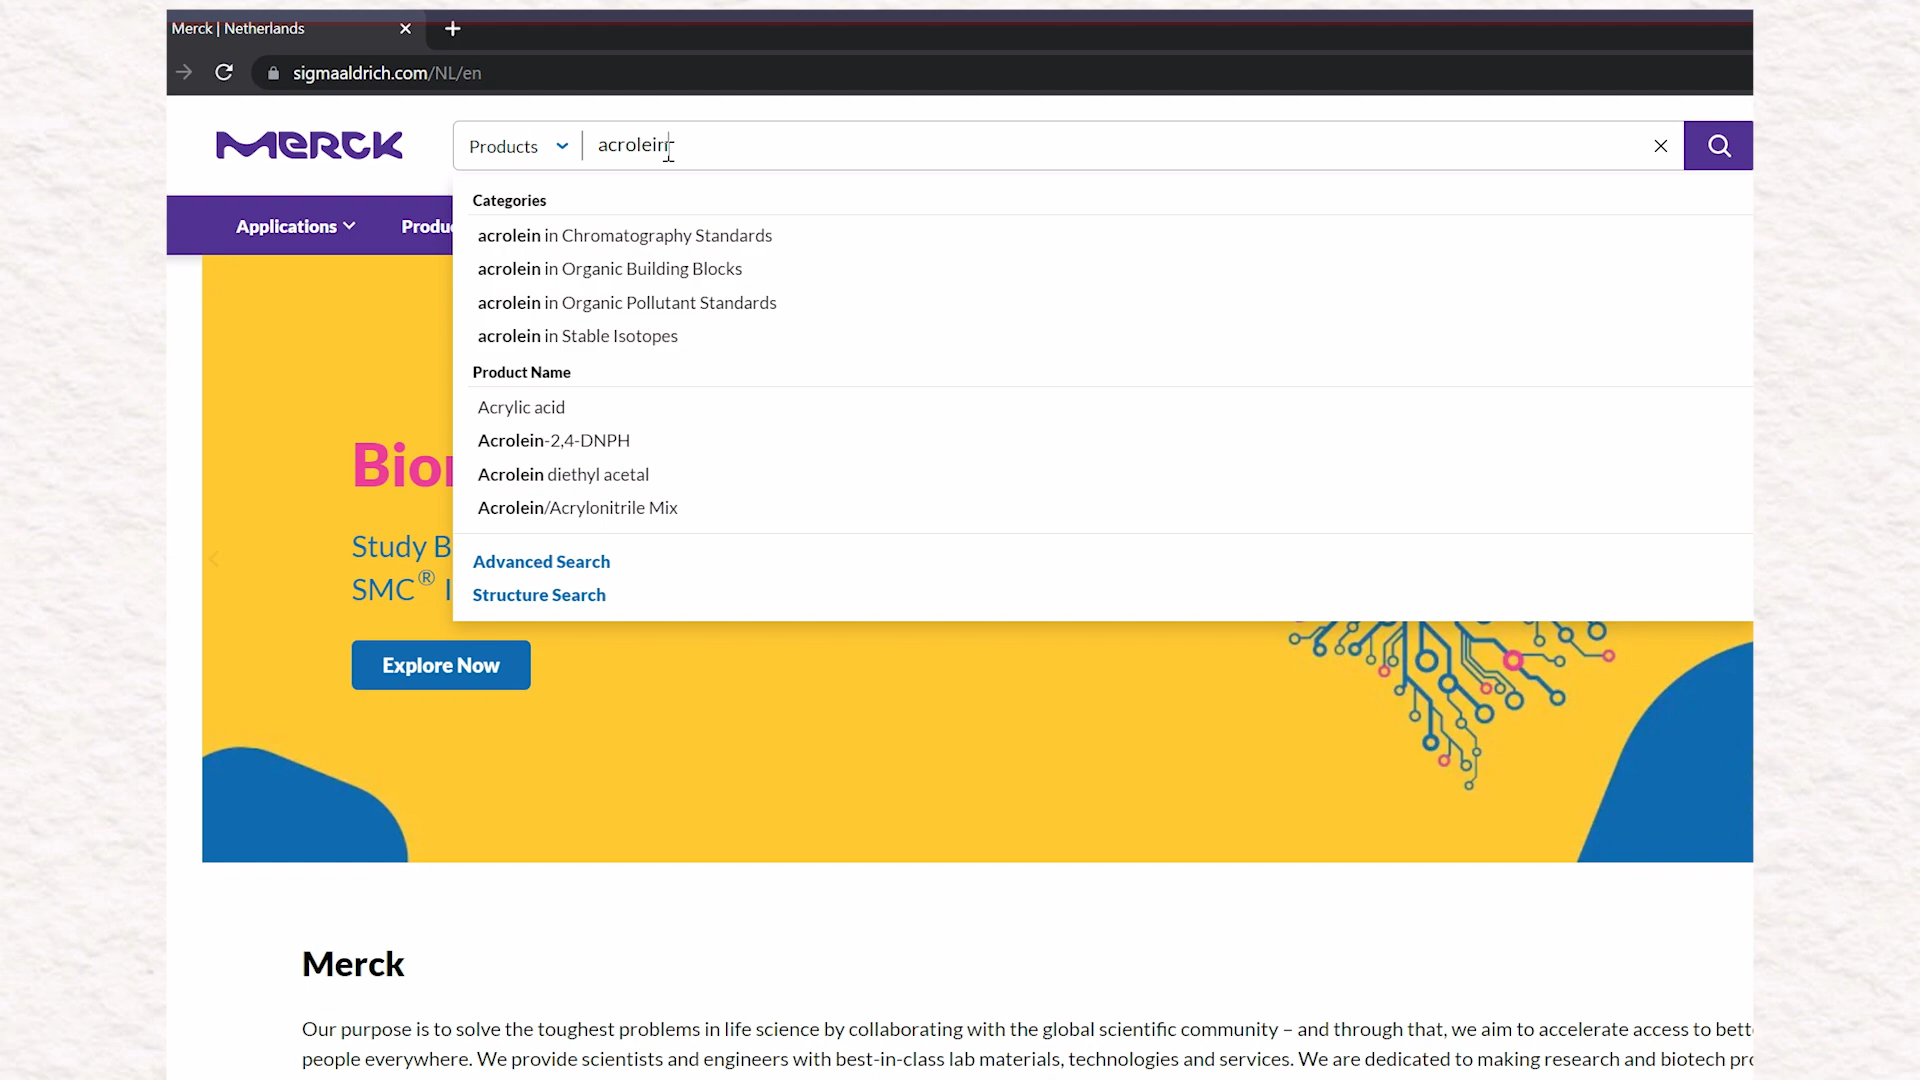 Merck | Netherlands
sigmaaldrich.com/NL/en
MERCK
Products
acrolein
Categories
Applications
acrolein in Chromatography Standards
acrolein in Organic Building Blocks
acrolein in Organic Pollutant Standards
acrolein in Stable Isotopes
Product Name
Acrylic acid
Acrolein-2,4-DNPH
Acrolein diethyl acetal
Acrolein/Acrylonitrile Mix
Advanced Search
Structure Search
Study
SMC®
Explore Now
Merck
Our purpose is to solve the toughest problems in life science by collaborating with the global scientific community – and through that, we aim to accelerate access to
people everywhere. We provide scientists and engineers with best-in-class lab materials, technologies and services. We are dedicated to making research and biotech